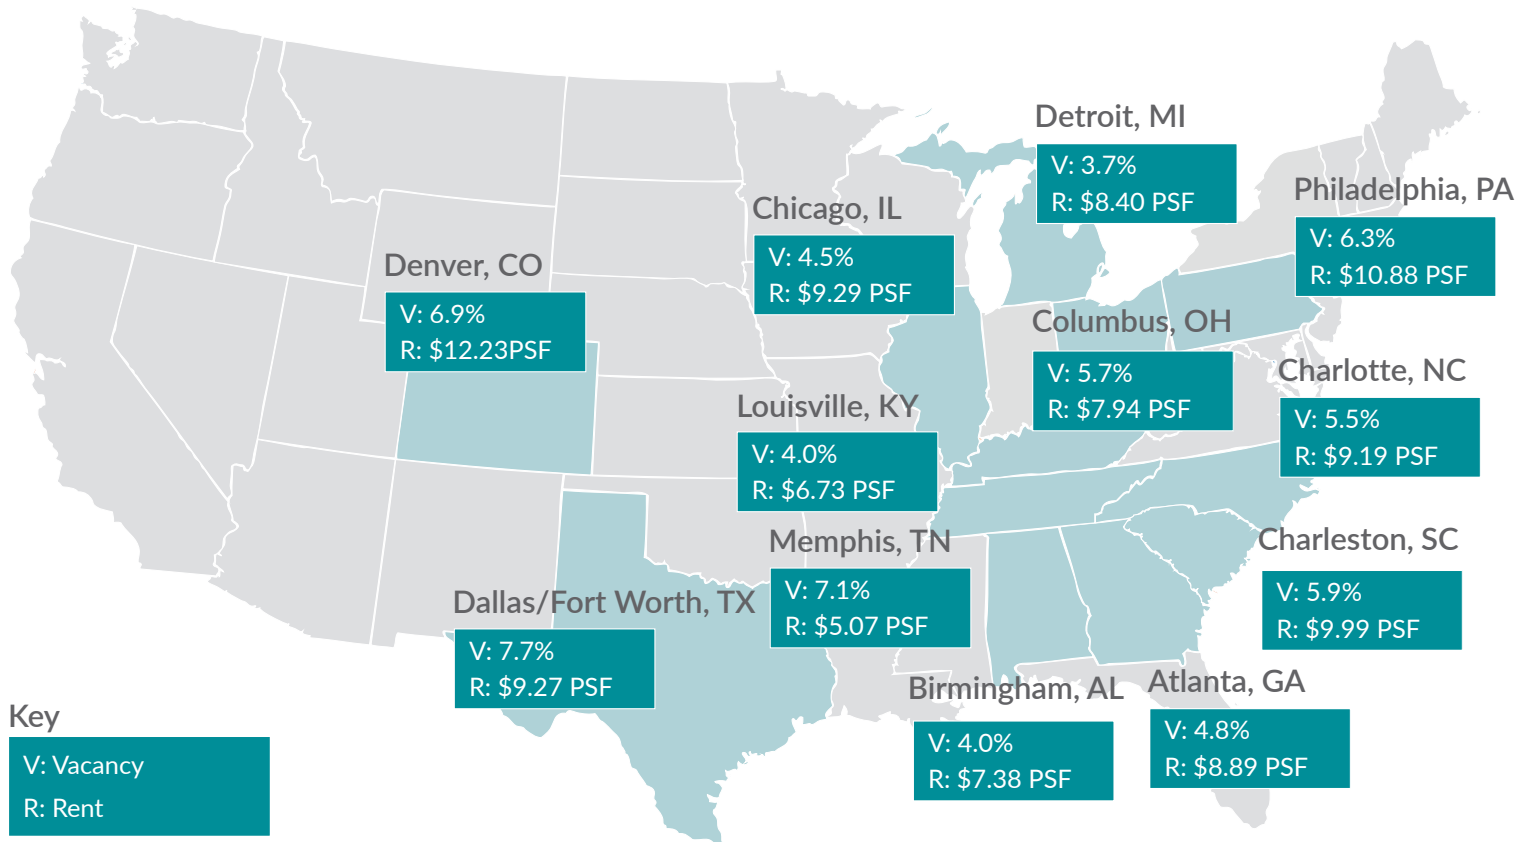 Detroit, MI
V: 3.7%
R: $8.40 PSF
Philadelphia, PA
V: 6.3%
R: $10.88 PSF
Chicago, IL
V: 4.5%
R: $9.29 PSF
Denver, CO
V: 6.9%
R: $12.23PSF
Columbus, OH
V: 5.7%
R: $7.94 PSF
Charlotte, NC
V: 5.5%
R: $9.19 PSF
Louisville, KY
V: 4.0%
R: $6.73 PSF
Memphis, TN
V: 7.1%
R: $5.07 PSF
Charleston, SC
V: 5.9%
R: $9.99 PSF
Dallas/Fort Worth, TX
V: 7.7%
R: $9.27 PSF
Birmingham, AL
V: 4.0%
R: $7.38 PSF
Atlanta, GA
V: 4.8%
R: $8.89 PSF
Key
V: Vacancy
R: Rent